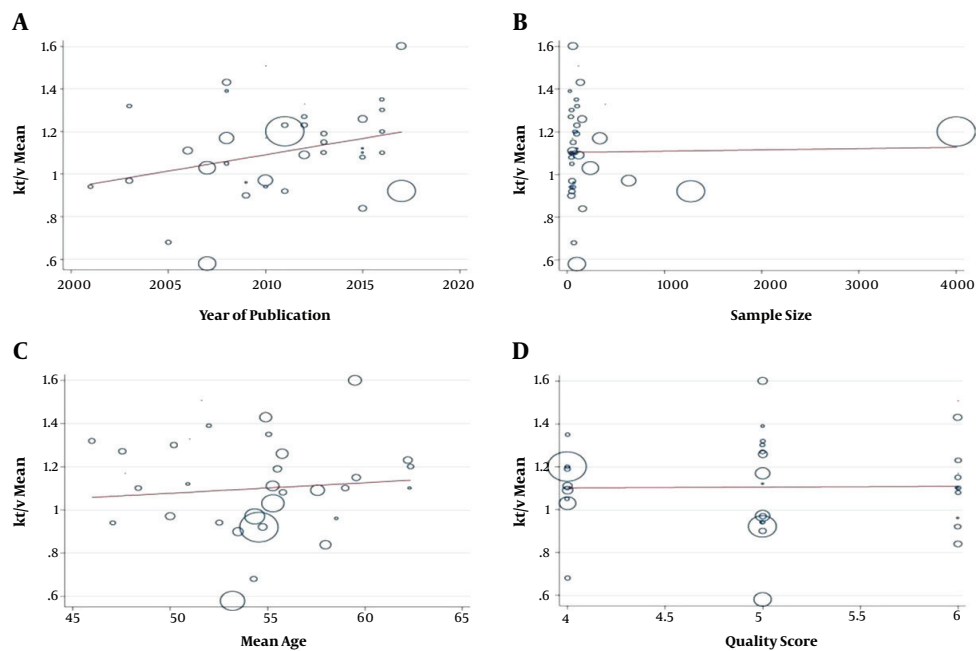 A
B
1.6
1.4
1.2
1
.8
.6
kt/v Mean
2000 2005 2010 2015 2020
Year of Publication
1.6
1.4
1.2
1
.8
.6
kt/v Mean
0 1000 2000 3000 4000
Sample Size
C
D
1.6
1.4
1.2
1
.8
.6
kt/v Mean
45 50 55 60 65
Mean Age
1.6
1.4
1.2
1
.8
.6
kt/v Mean
4 4.5 5 5.5 6
Quality Score